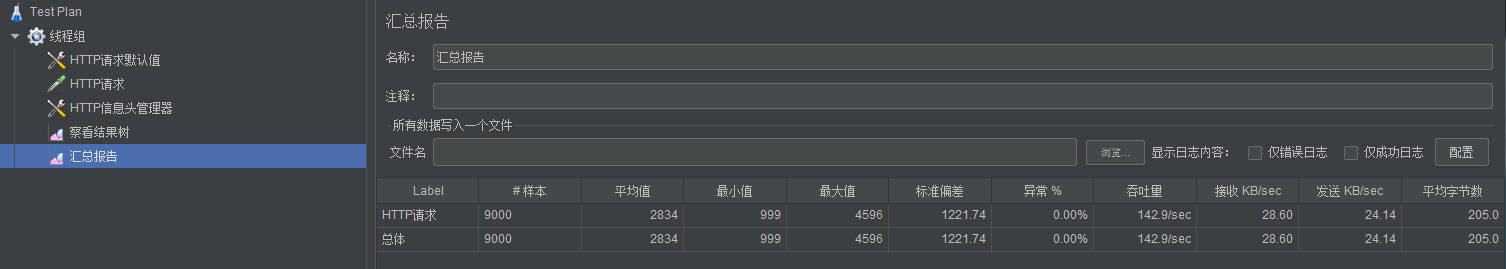 Test Plan
线程组
HTTP请求默认值
HTTP请求
HTTP信息头管理器
察看结果树
汇总报告
汇总报告
名称： 汇总报告
注释：
所有数据写入一个文件
文件名 浏览... 显示日志内容： 仅错误日志 仅成功日志 配置
Label # 样本 平均值 最小值 最大值 标准偏差 异常 % 吞吐量 接收 KB/sec 发送 KB/sec 平均字节数
HTTP请求 9000 2834 999 4596 1221.74 0.00% 142.9/sec 28.60 24.14 205.0
总体 9000 2834 999 4596 1221.74 0.00% 142.9/sec 28.60 24.14 205.0